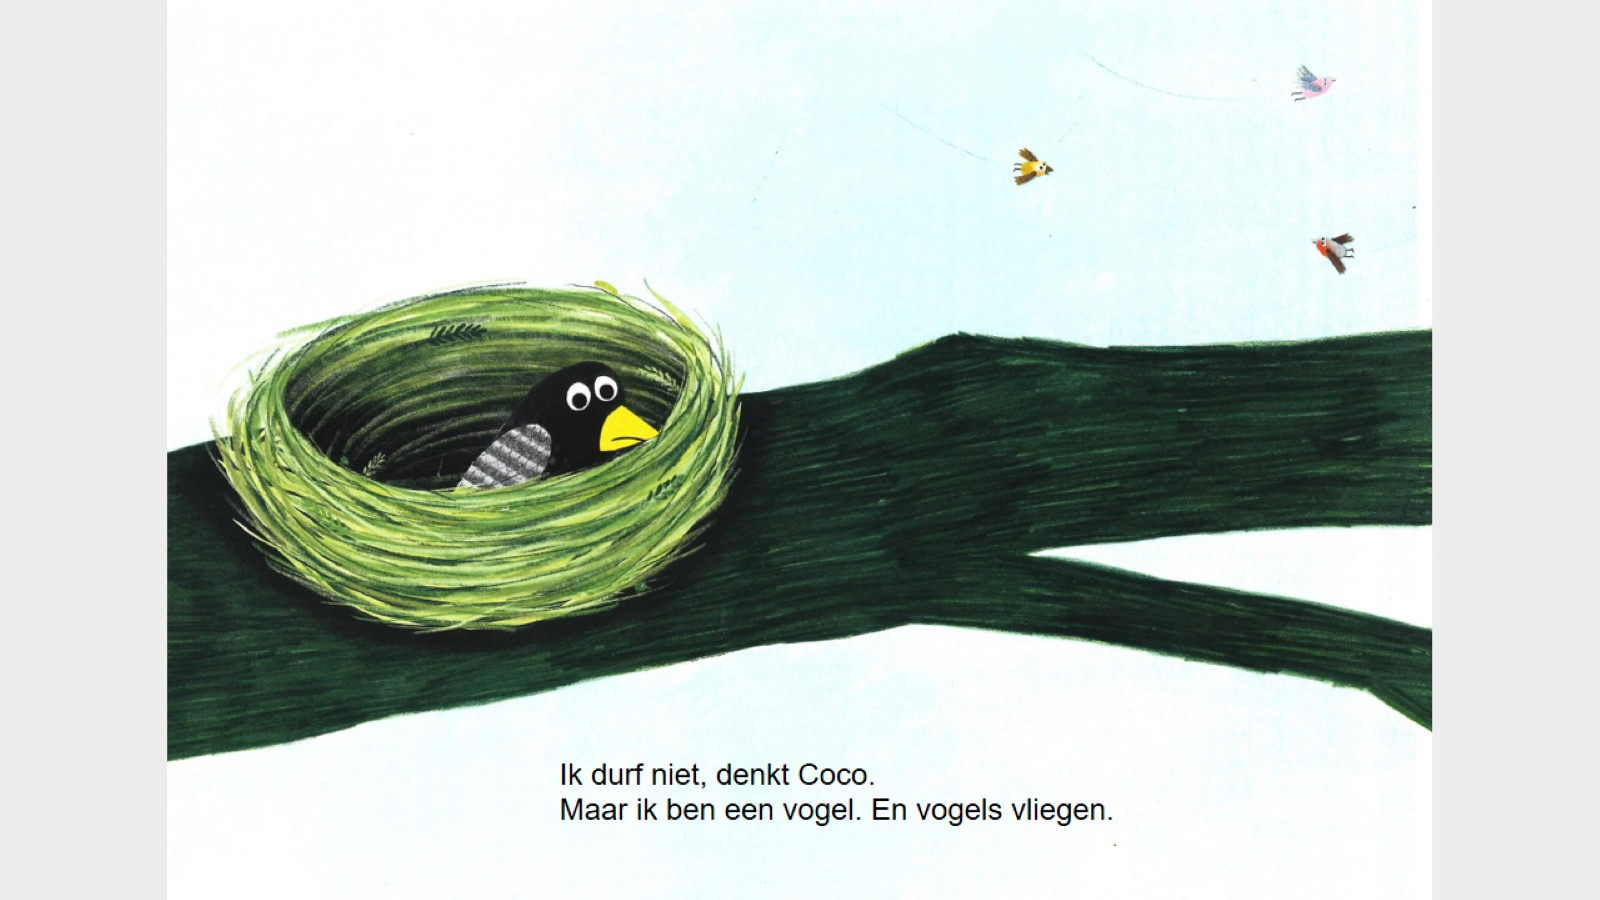 Ik durf niet, denkt Coco.
Maar ik ben een vogel. En vogels vliegen.